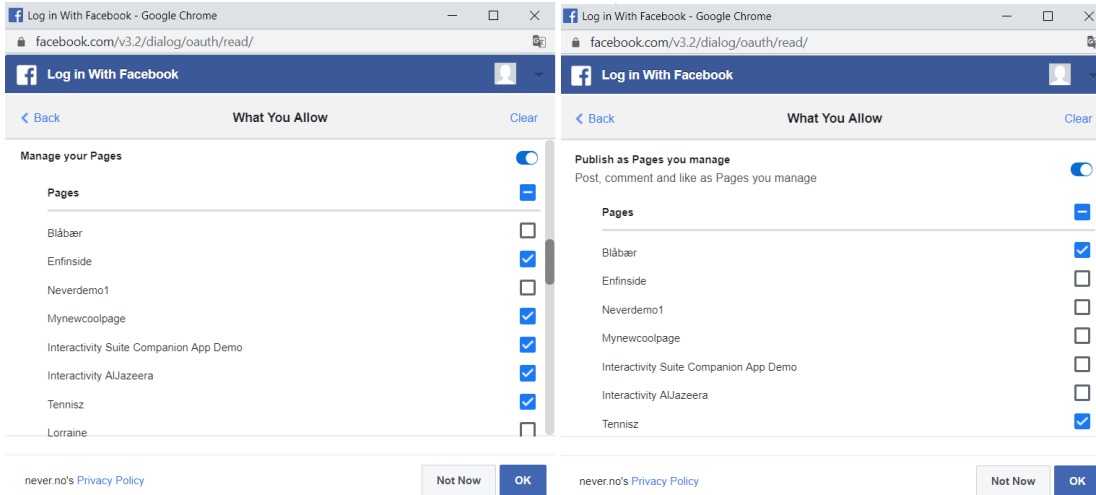 Log in With Facebook - Google Chrome
facebook.com/v3.2/dialog/oauth/read/
Log in With Facebook
Back What You Allow Clear
Manage your Pages
Pages
Blåbær
Enfinside
Neverdemo1
Mynewcoolpage
Interactivity Suite Companion App Demo
Interactivity AlJazeera
Tennisz
Lorraine
never.no's Privacy Policy Not Now OK
Log in With Facebook - Google Chrome
facebook.com/v3.2/dialog/oauth/read/
Log in With Facebook
Back What You Allow Clear
Publish as Pages you manage
Post, comment and like as Pages you manage
Pages
Blåbær
Enfinside
Neverdemo1
Mynewcoolpage
Interactivity Suite Companion App Demo
Interactivity AlJazeera
Tennisz
never.no's Privacy Policy Not Now OK